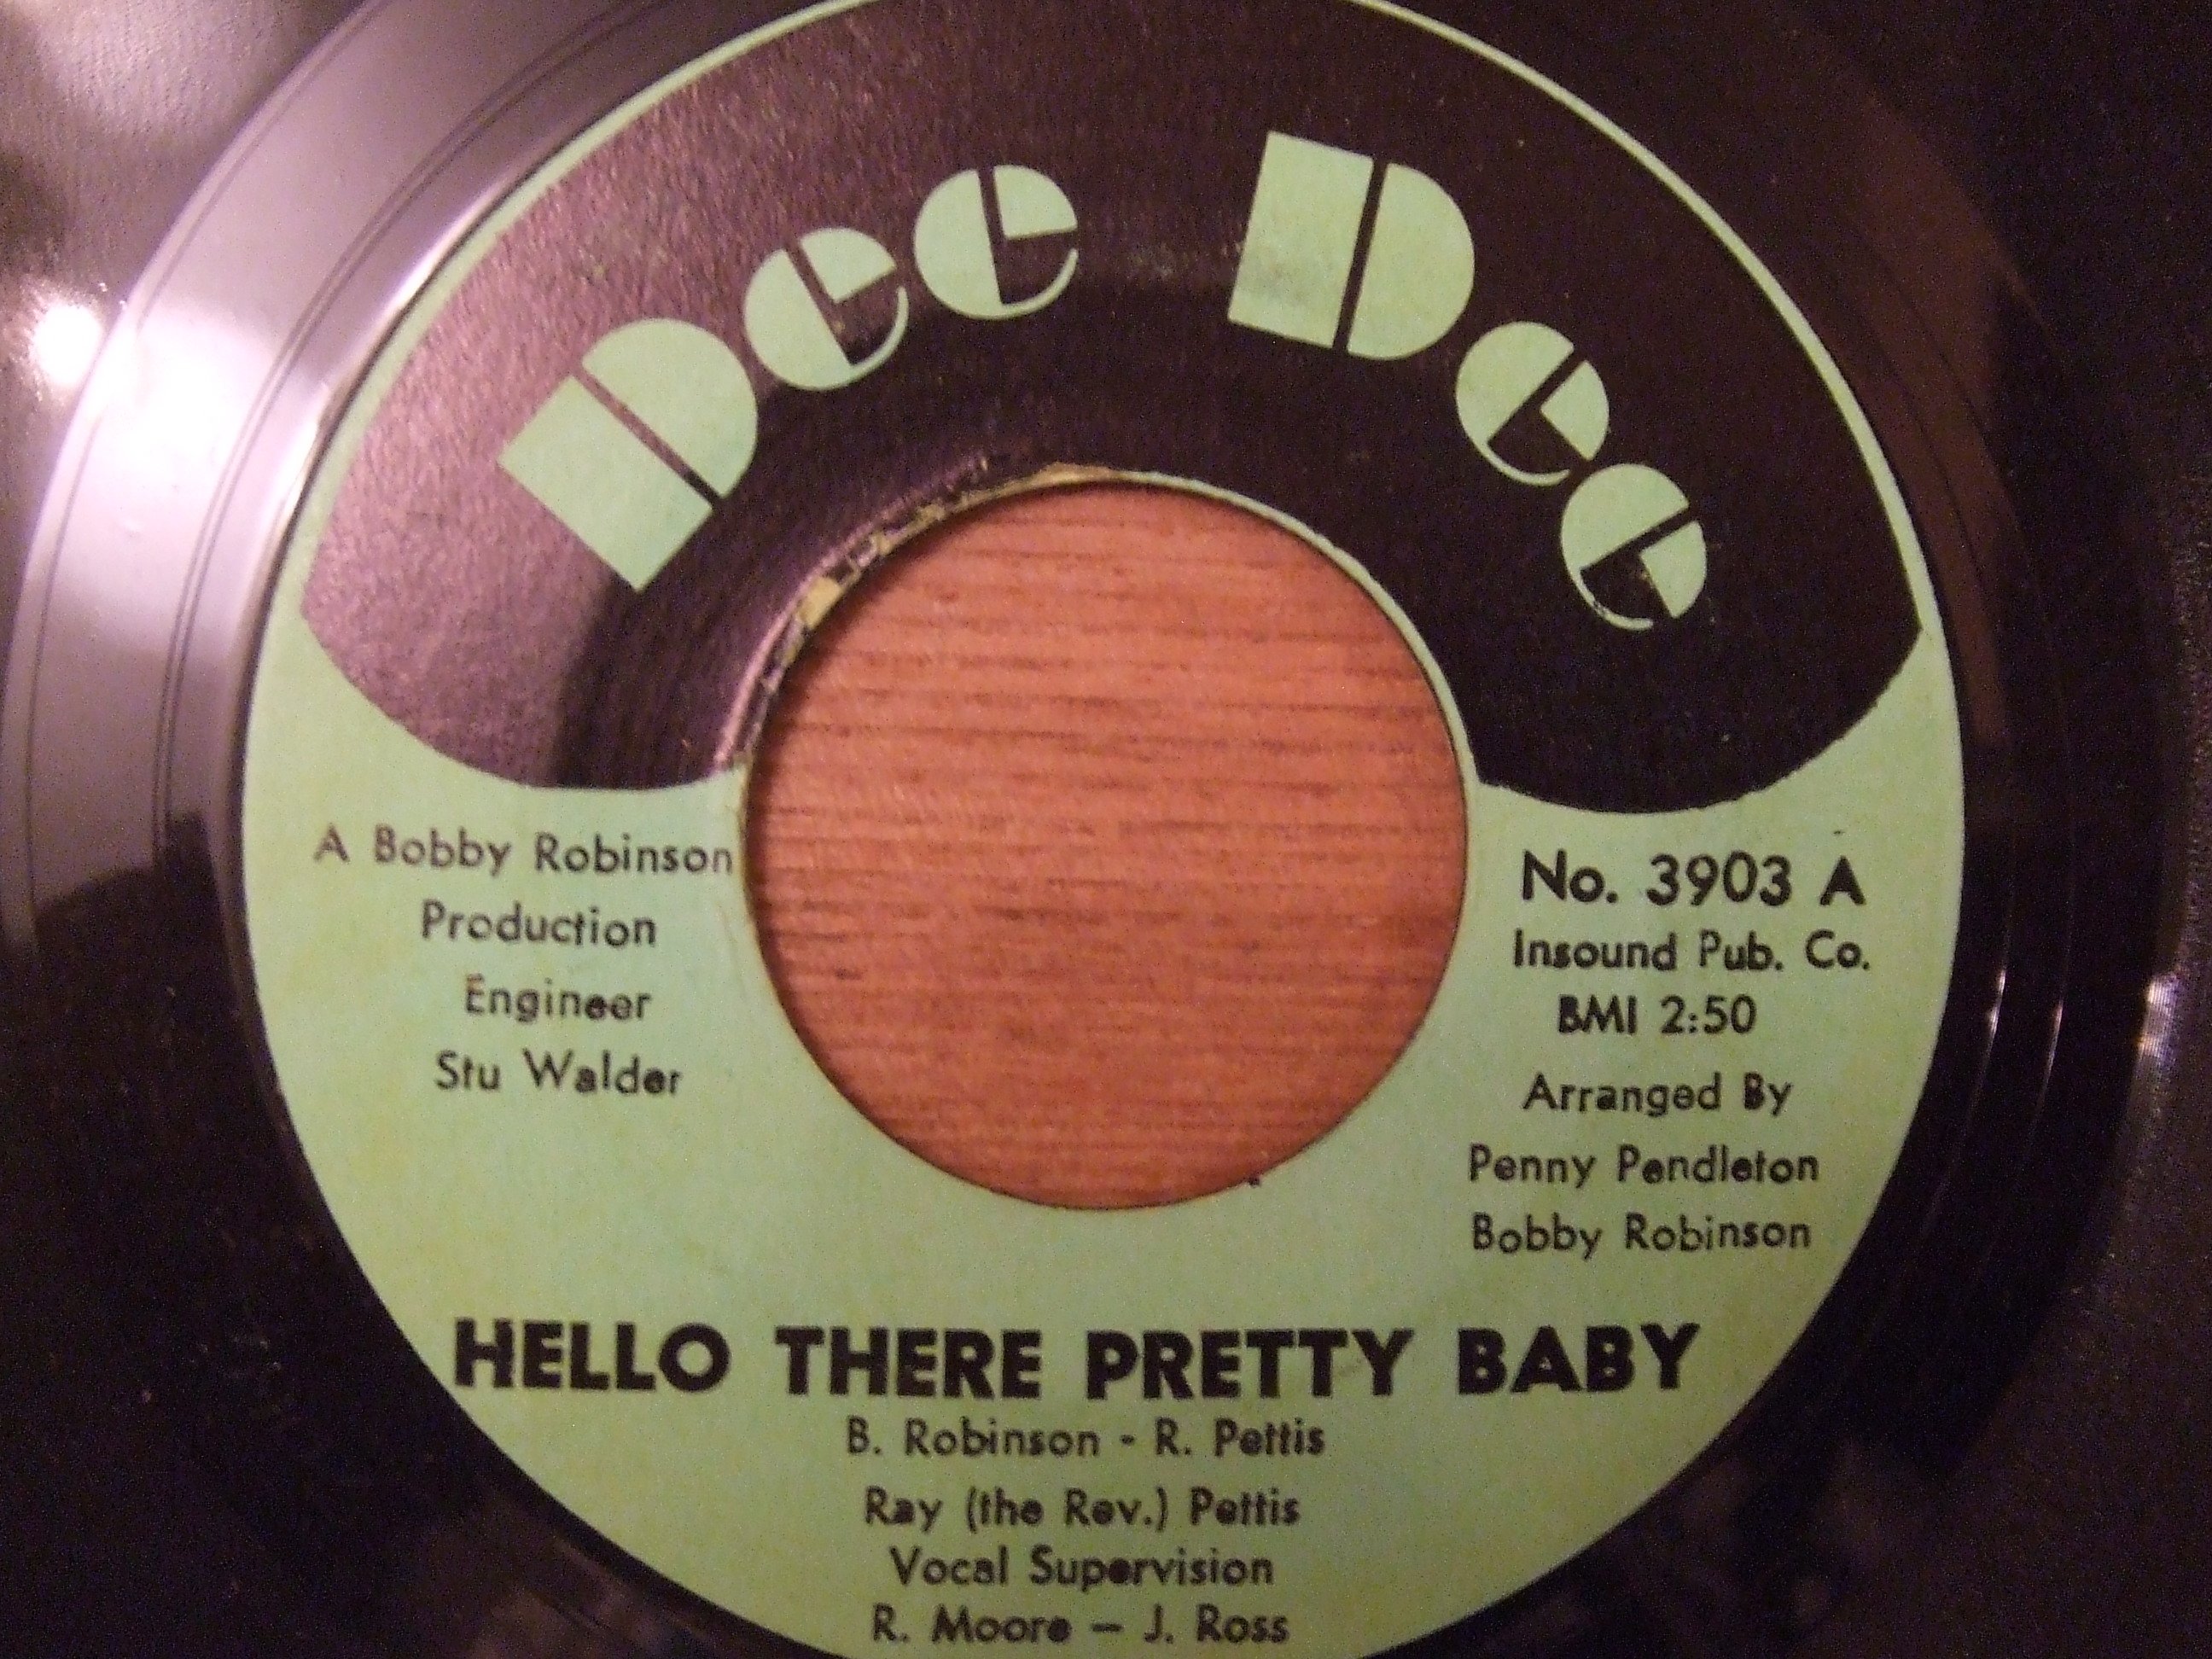 Dee Dee
A Bobby Robinson
Production
Engineer
Stu Walder
No. 3903 A
Insound Pub. Co.
BMI 2:50
Arranged By
Penny Pendleton
Bobby Robinson
HELLO THERE PRETTY BABY
B. Robinson - R. Pettis
Ray (the Rev.) Pettis
Vocal Supervision
R. Moore — J. Ross